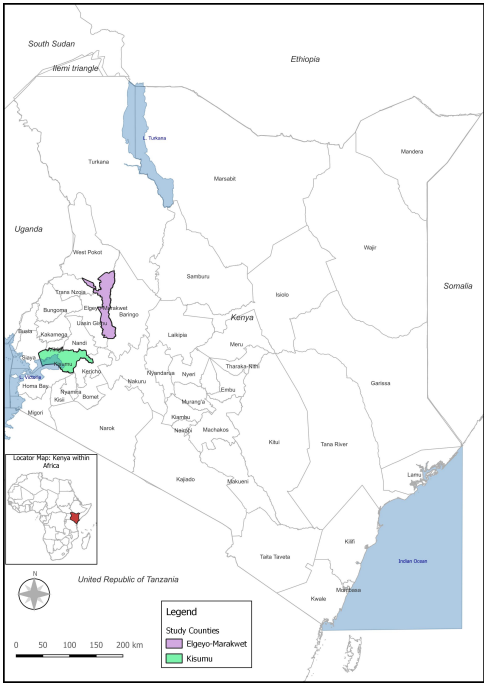 South Sudan
Ethiopia
Ilemi triangle
L. Turkana
Mandera
Turkana
Marsabit
Uganda
Wajir
West Pokot
Samburu
Somalia
Isiolo
Trans Nzoia
Elgeyo-Marakwet
Bungoma
Baringo
Kenya
Uasin Gishu
Busia
Kakamega
Laikipia
Nandi
Meru
Siaya
Kisumu
Tharaka-Nithi
Kericho
Nyandarua
Nyeri
L. Victoria
Nakuru
Garissa
Homa Bay
Nyamira
Embu
Kisii
Bomet
Murang'a
Migori
Kiambu
Narok
Nairobi
Machakos
Kitui
Tana River
Locator Map: Kenya within
Africa
Lamu
Kajiado
Makueni
Kilifi
Taita Taveta
Indian Ocean
N
United Republic of Tanzania
Mombasa
Kwale
Legend
Study Counties
Elgeyo-Marakwet
Kisumu
0 50 100 150 200 km